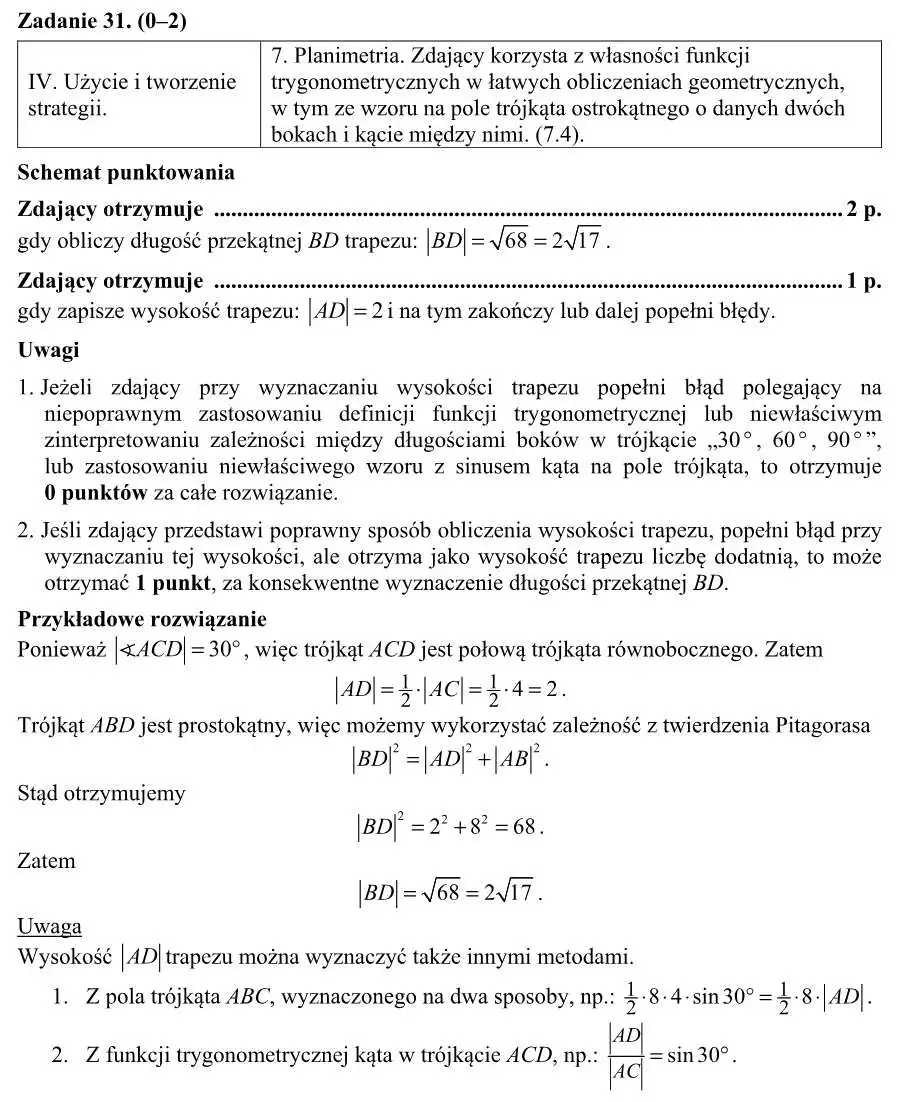 Zadanie 31. (0–2)
IV. Użycie i tworzenie
strategii.
7. Planimetria. Zdający korzysta z własności funkcji
trygonometrycznych w łatwych obliczeniach geometrycznych,
w tym ze wzoru na pole trójkąta ostrokątnego o danych dwóch
bokach i kącie między nimi. (7.4).
Schemat punktowania
Zdający otrzymuje .............................................................................................................. 2 p.
gdy obliczy długość przekątnej BD trapezu: |BD| = √68 = 2√17 .
Zdający otrzymuje .............................................................................................................. 1 p.
gdy zapisze wysokość trapezu: |AD| = 2 i na tym zakończy lub dalej popełni błędy.
Uwagi
1. Jeżeli zdający przy wyznaczaniu wysokości trapezu popełni błąd polegający na
niepoprawnym zastosowaniu definicji funkcji trygonometrycznej lub niewłaściwym
zinterpretowaniu zależności między długościami boków w trójkącie „30°, 60°, 90°”,
lub zastosowaniu niewłaściwego wzoru z sinusem kąta na pole trójkąta, to otrzymuje
0 punktów za całe rozwiązanie.
2. Jeśli zdający przedstawi poprawny sposób obliczenia wysokości trapezu, popełni błąd przy
wyznaczaniu tej wysokości, ale otrzyma jako wysokość trapezu liczbę dodatnią, to może
otrzymać 1 punkt, za konsekwentne wyznaczenie długości przekątnej BD.
Przykładowe rozwiązanie
Ponieważ |∢ACD| = 30°, więc trójkąt ACD jest połową trójkąta równobocznego. Zatem
|AD| = 1/2 · |AC| = 1/2 · 4 = 2 .
Trójkąt ABD jest prostokątny, więc możemy wykorzystać zależność z twierdzenia Pitagorasa
|BD|² = |AD|² + |AB|² .
Stąd otrzymujemy
|BD|² = 2² + 8² = 68 .
Zatem
|BD| = √68 = 2√17 .
Uwaga
Wysokość |AD| trapezu można wyznaczyć także innymi metodami.
1. Z pola trójkąta ABC, wyznaczonego na dwa sposoby, np.: 1/2 · 8 · 4 · sin 30° = 1/2 · 8 · |AD| .
2. Z funkcji trygonometrycznej kąta w trójkącie ACD, np.: |AD|/|AC| = sin 30° .